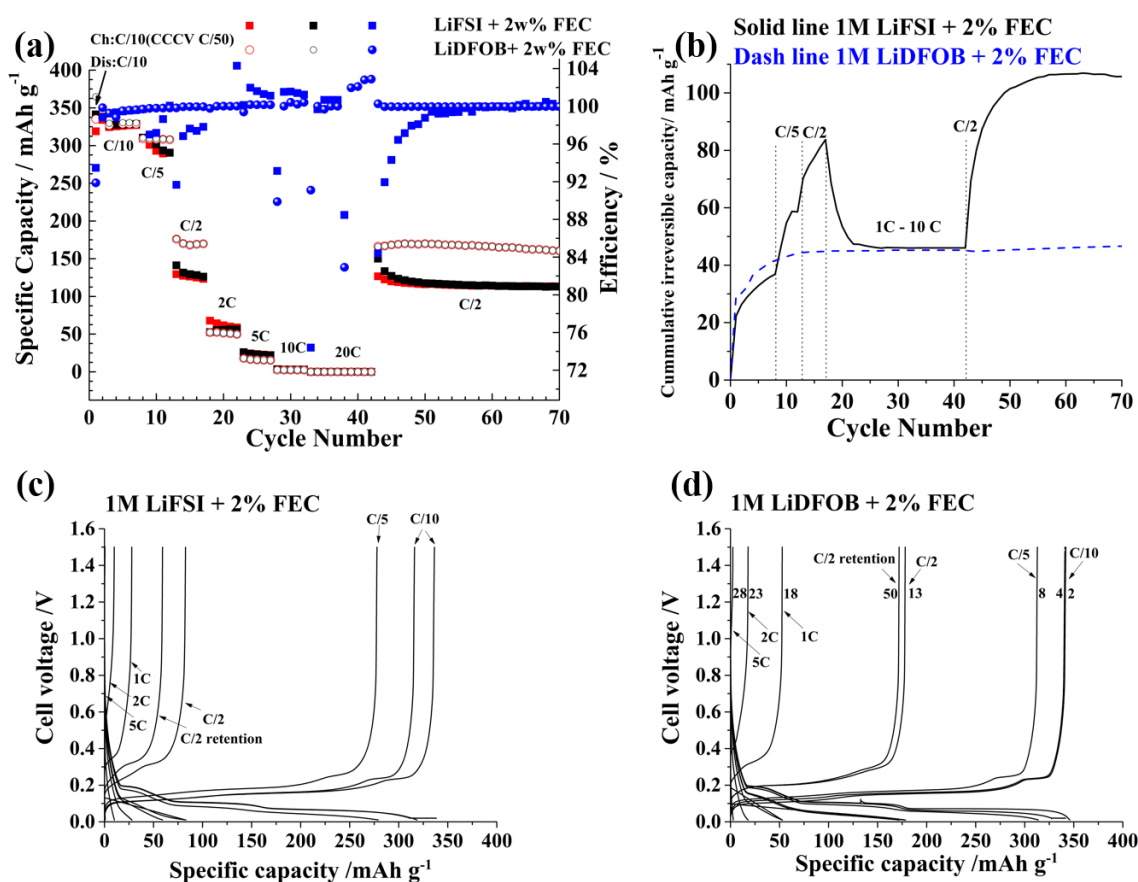 (a)
LiFSI + 2w% FEC
LiDFOB+ 2w% FEC
Ch:C/10(CCCV C/50)
Dis:C/10
C/10
C/5
C/2
2C
5C
10C
20C
C/2
400
350
300
250
200
150
100
50
0
104
102
100
98
96
94
92
90
88
86
84
82
80
78
76
74
72
0 10 20 30 40 50 60 70
Specific Capacity / mAh g-1
Efficiency / %
Cycle Number
(b)
Solid line 1M LiFSI + 2% FEC
Dash line 1M LiDFOB + 2% FEC
C/5
C/2
C/2
1C - 10 C
100
80
60
40
20
0
0 10 20 30 40 50 60 70
Cummulative irreversible capacity/ mAh g-1
Cycle Number
(c)
1M LiFSI + 2% FEC
C/5
C/10
1C
2C
5C
C/2
C/2 retention
1.6
1.4
1.2
1.0
0.8
0.6
0.4
0.2
0.0
0 50 100 150 200 250 300 350 400
Cell voltage /V
Specific capacity /mAh g-1
(d)
1M LiDFOB + 2% FEC
C/2 retention
C/2
C/5
C/10
28 23 18 50 13 8 4 2
2C
1C
5C
1.6
1.4
1.2
1.0
0.8
0.6
0.4
0.2
0.0
0 50 100 150 200 250 300 350 400
Cell voltage /V
Specific capacity /mAh g-1